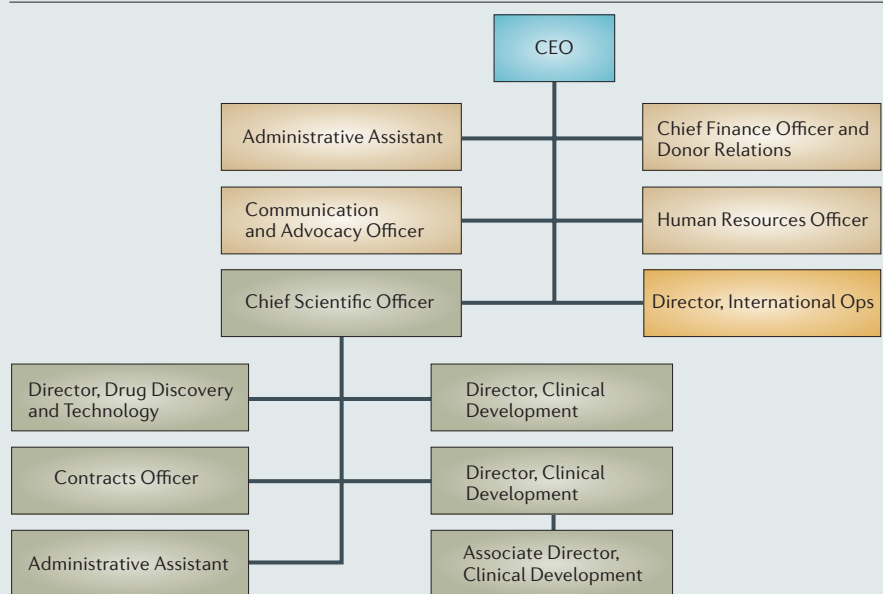 CEO
Administrative Assistant
Chief Finance Officer and
Donor Relations
Communication
and Advocacy Officer
Human Resources Officer
Chief Scientific Officer
Director, International Ops
Director, Drug Discovery
and Technology
Director, Clinical
Development
Contracts Officer
Director, Clinical
Development
Administrative Assistant
Associate Director,
Clinical Development